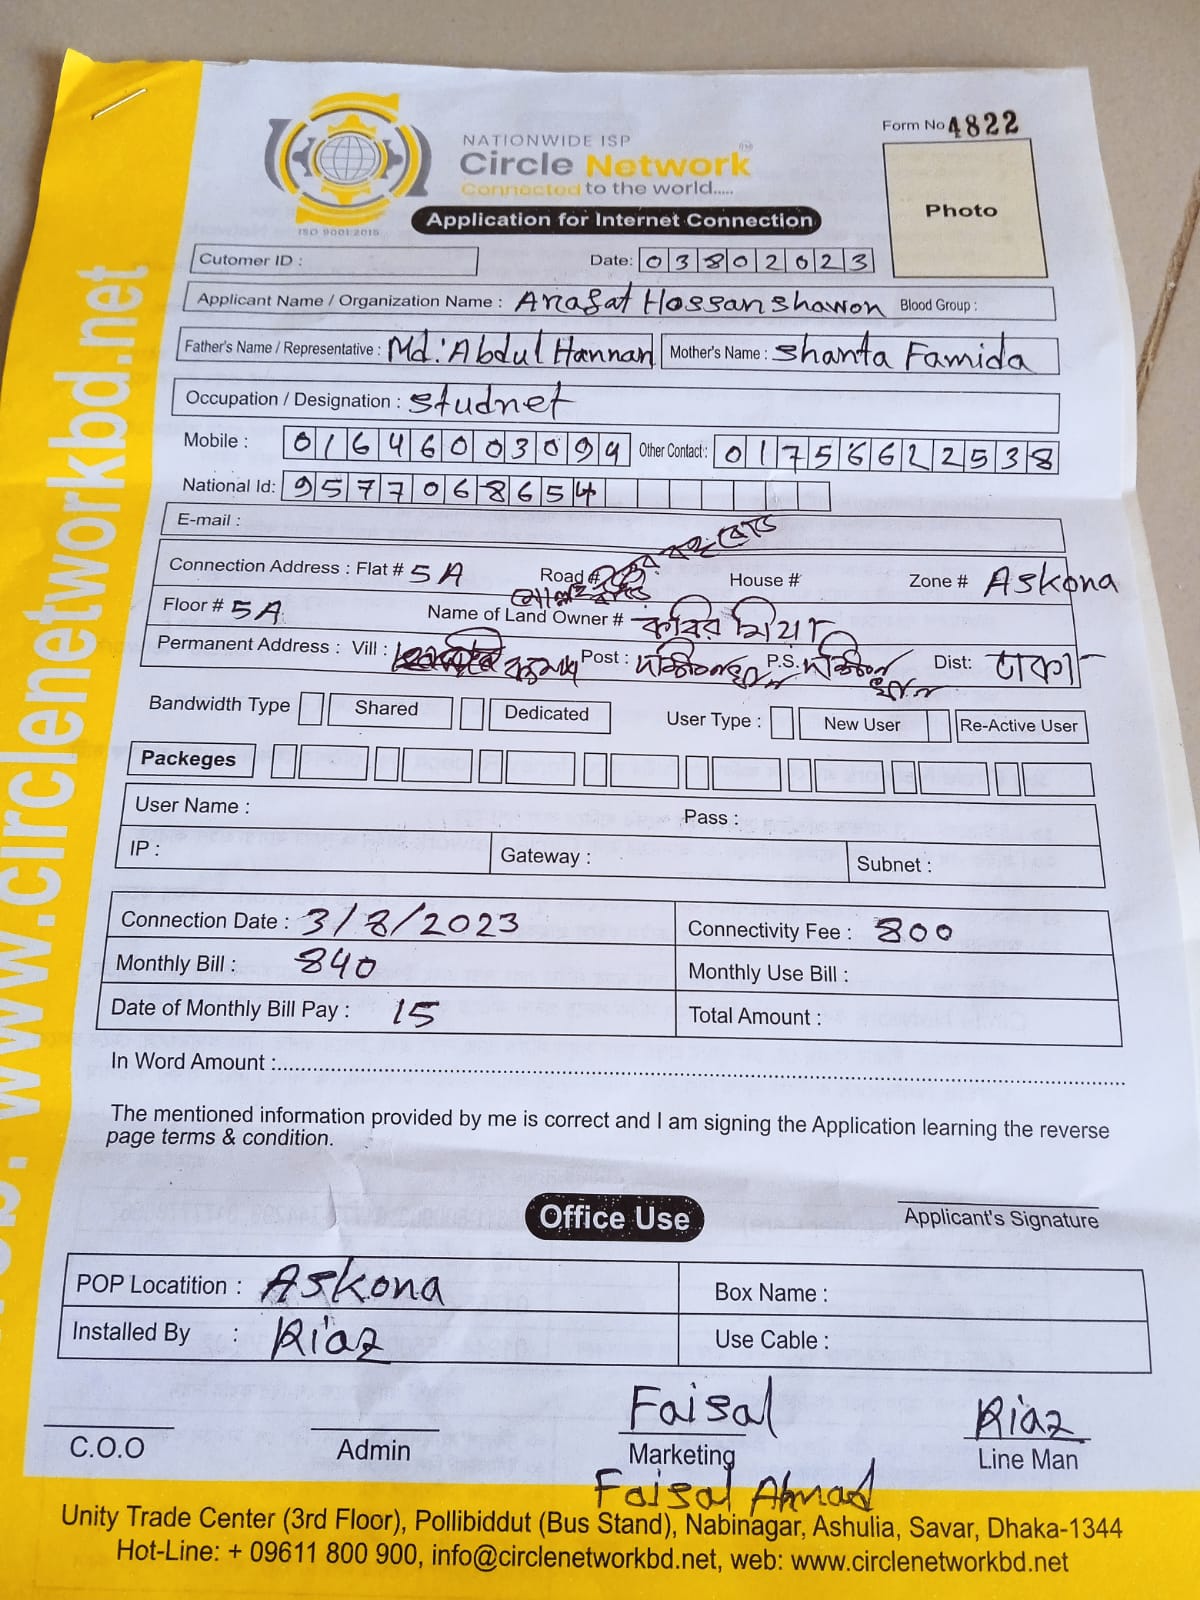 www.circlenetworkbd.net
NATIONWIDE ISP
Circle Network
Connected to the world.....
ISO 9001:2015
Form No 4822
Photo
Application for Internet Connection
Cutomer ID :
Date: 03802023
Applicant Name / Organization Name : Arafat Hossan shawon Blood Group :
Father's Name / Representative : Md. Abdul Hannan Mother's Name : Shanta Famida
Occupation / Designation : Studnet
Mobile : 01646003094 Other Contact : 01756622538
National Id: 9577068654
E-mail :
Connection Address : Flat # 5A Road # House # Zone # Askona
Floor # 5A Name of Land Owner # কবির মিয়া
Permanent Address : Vill : Post : দক্ষিনখান P.S. দক্ষিন খান Dist: ঢাকা
Bandwidth Type Shared Dedicated User Type : New User Re-Active User
Packeges
User Name : Pass :
IP : Gateway : Subnet :
Connection Date : 3/8/2023 Connectivity Fee : 800
Monthly Bill : 840 Monthly Use Bill :
Date of Monthly Bill Pay : 15 Total Amount :
In Word Amount :
The mentioned information provided by me is correct and I am signing the Application learning the reverse
page terms & condition.
Applicant's Signature
Office Use
POP Locatition : Askona Box Name :
Installed By : Riaz Use Cable :
Faisal Riaz
C.O.O Admin Marketing Line Man
Faisal Ahmad
Unity Trade Center (3rd Floor), Pollibiddut (Bus Stand), Nabinagar, Ashulia, Savar, Dhaka-1344
Hot-Line: + 09611 800 900, info@circlenetworkbd.net, web: www.circlenetworkbd.net